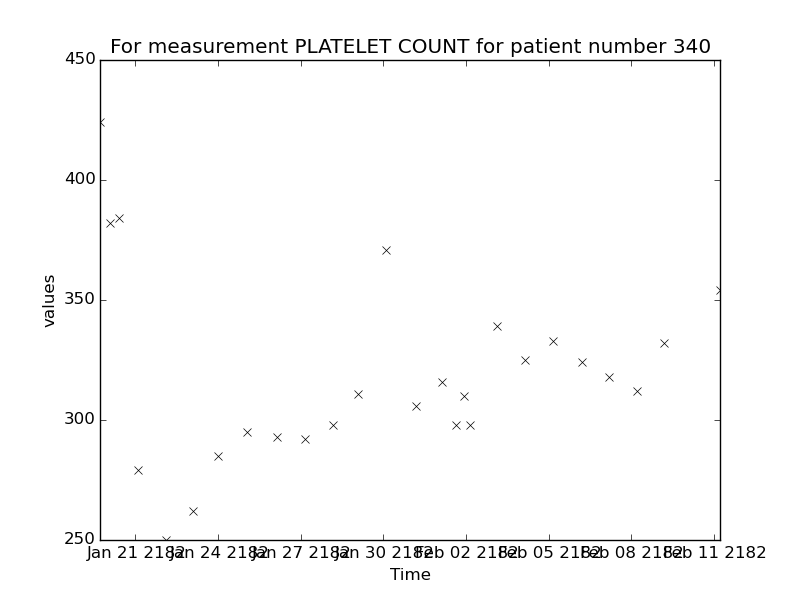 For measurement PLATELET COUNT for patient number 340
450
400
350
300
250
values
Jan 21 2182 Jan 24 2182 Jan 27 2182 Jan 30 2182 Feb 02 2182 Feb 05 2182 Feb 08 2182 Feb 11 2182
Time